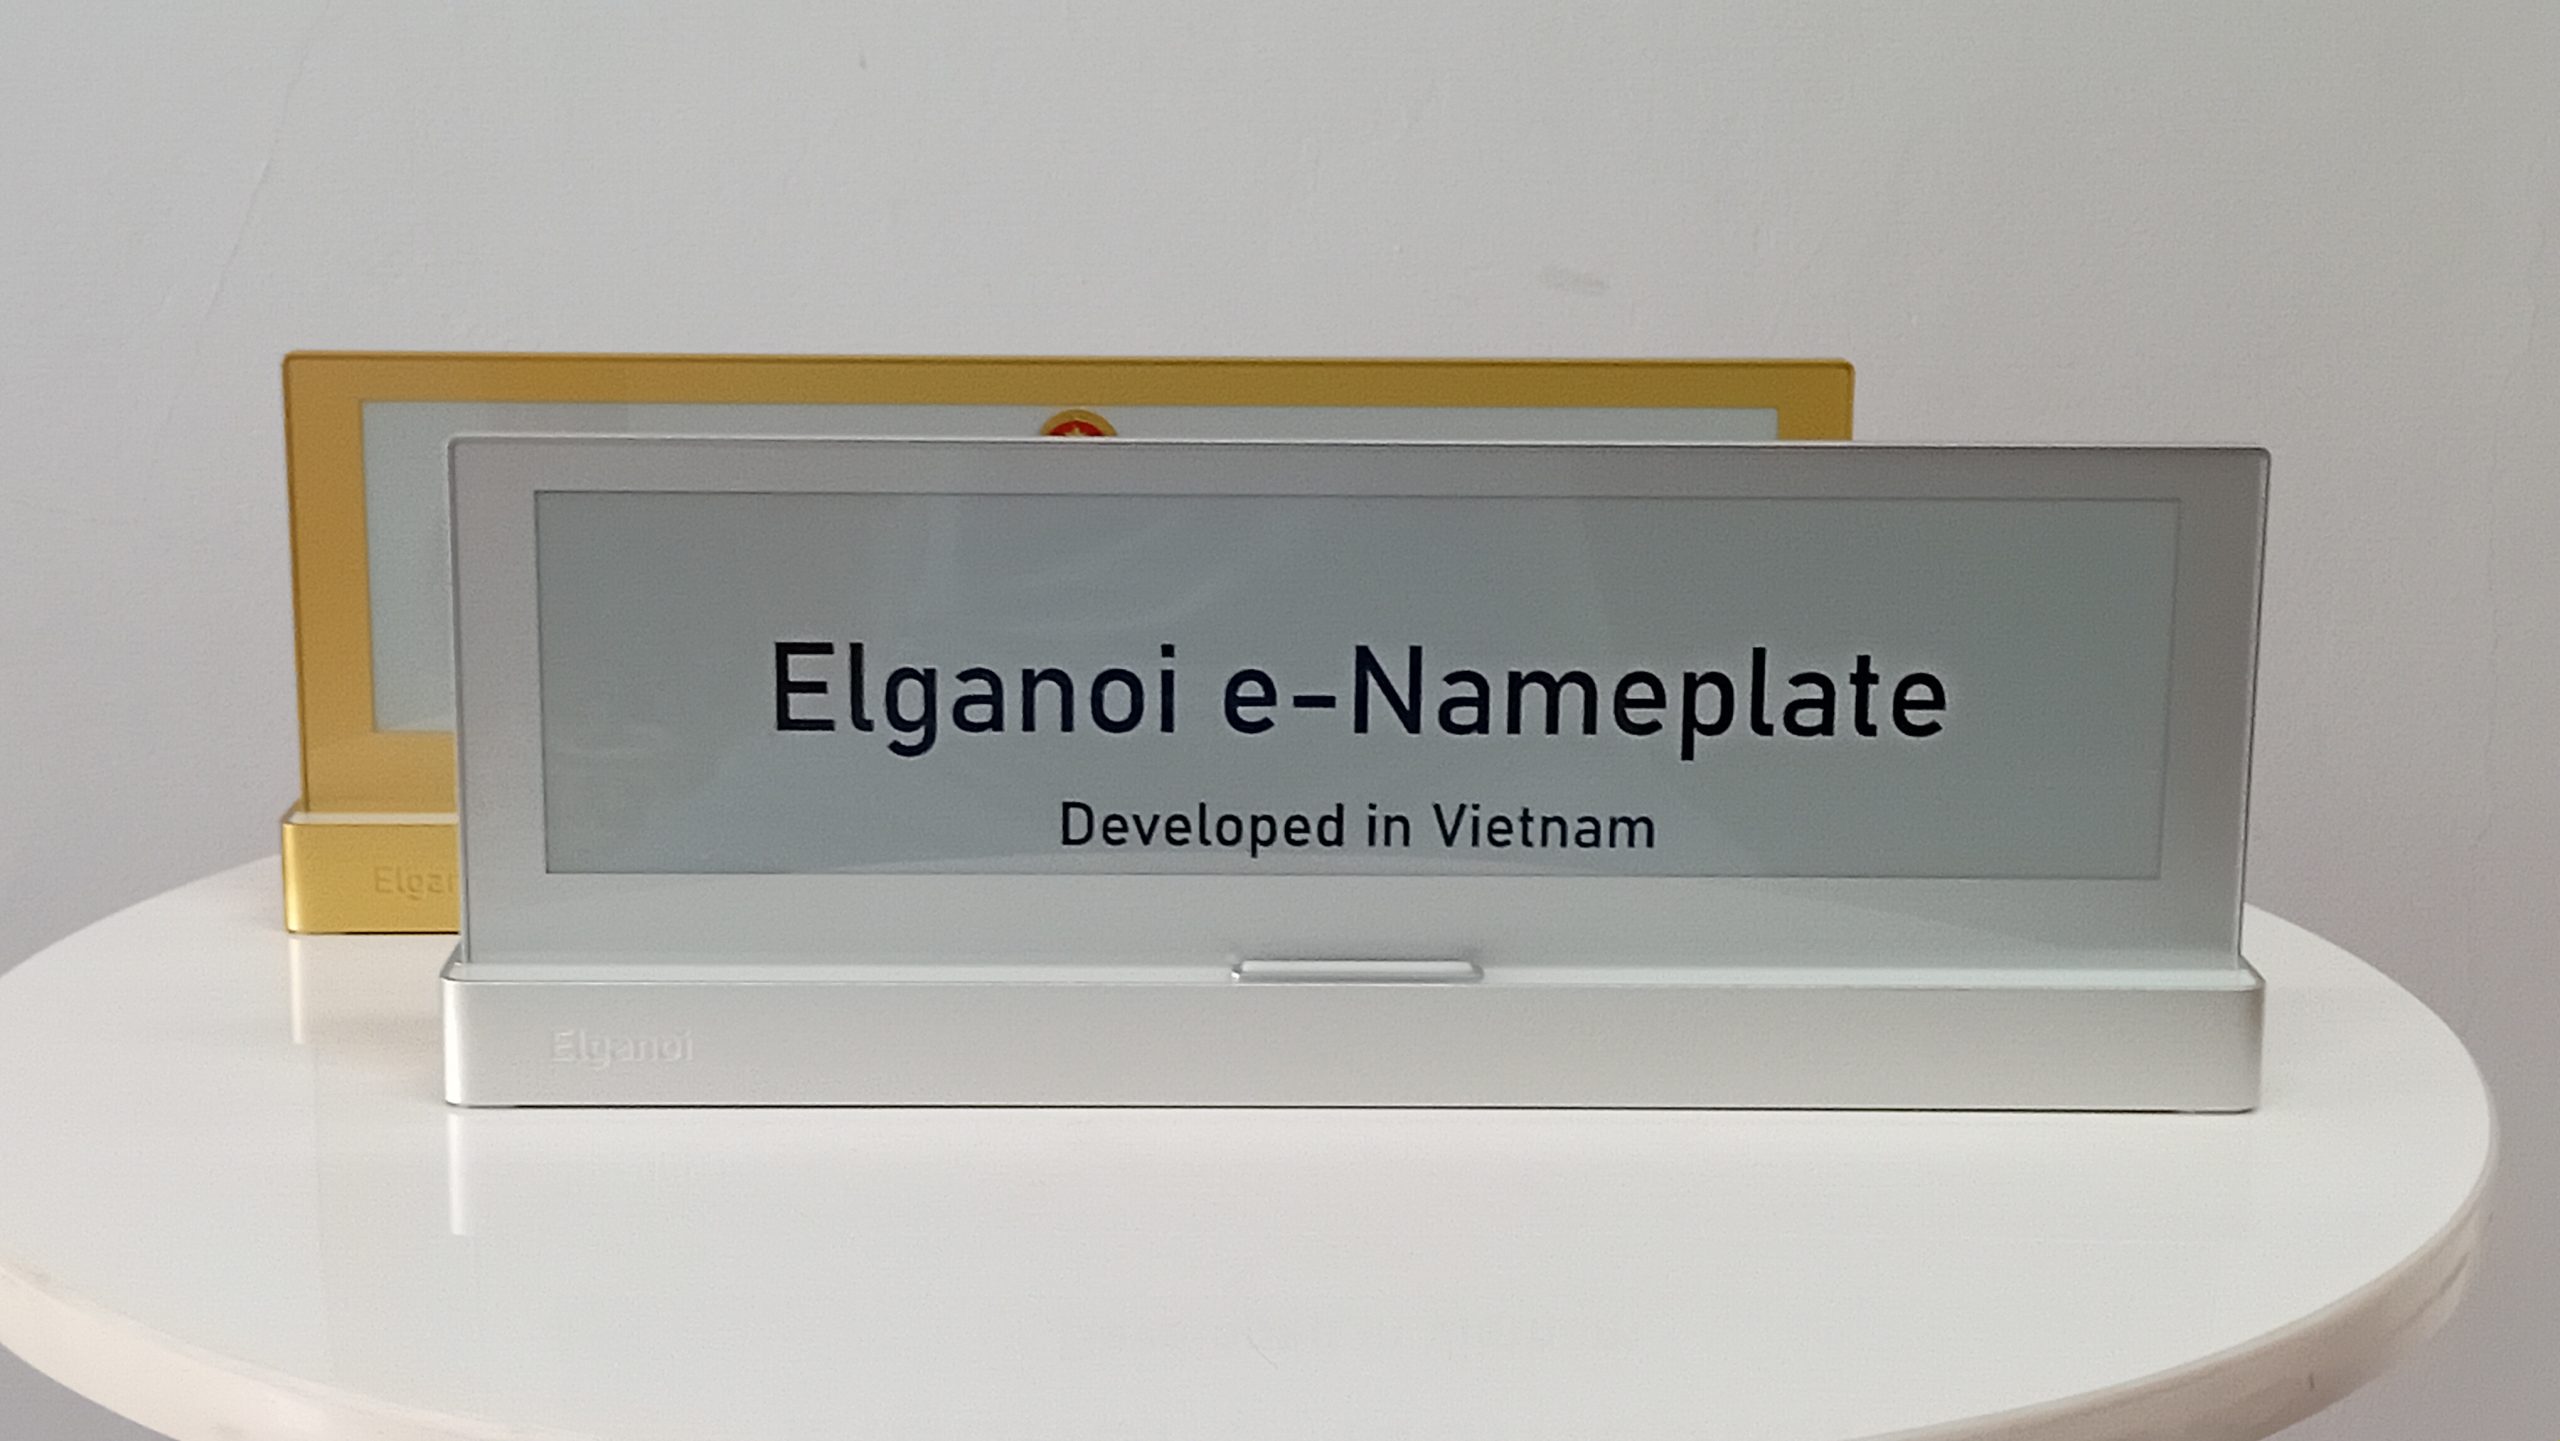 Elganoi e-Nameplate
Developed in Vietnam
Elganoi